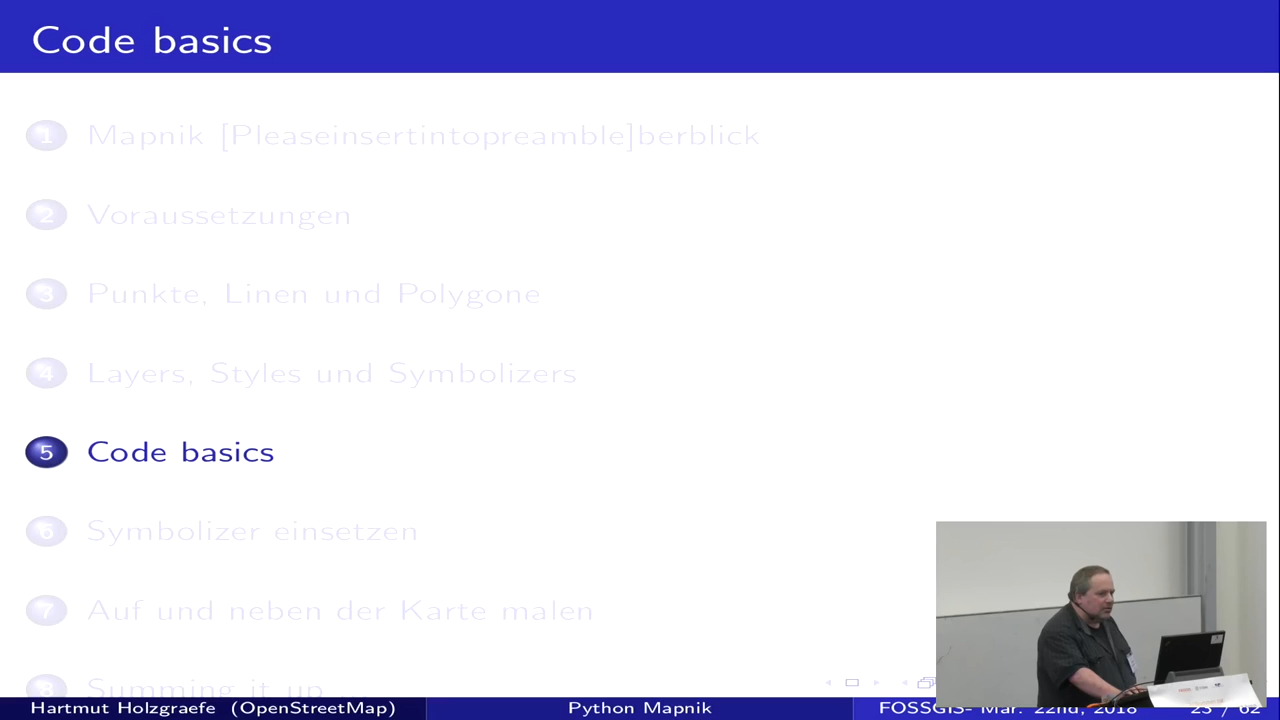 Code basics
1 Mapnik [Pleaseinsertintopreamble]berblick
2 Voraussetzungen
3 Punkte, Linen und Polygone
4 Layers, Styles und Symbolizers
5 Code basics
6 Symbolizer einsetzen
7 Auf und neben der Karte malen
8 Summing it up ...
Hartmut Holzgraefe (OpenStreetMap) Python Mapnik FOSSGIS- Mar. 22nd, 2018 23 / 62